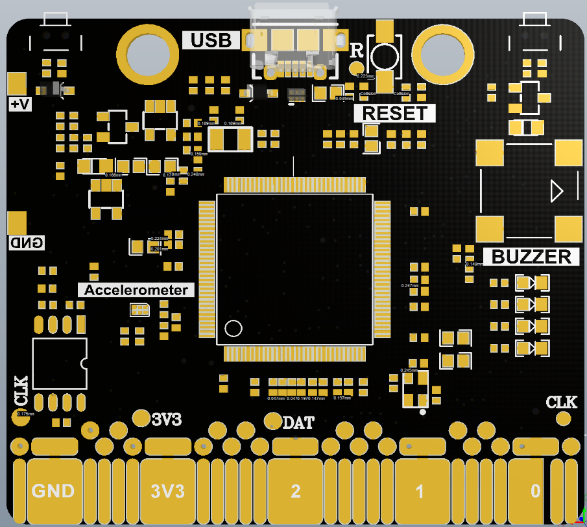 USB
R
+V
RESET
GND
BUZZER
Accelerometer
CLK
3V3
DAT
CLK
GND
3V3
2
1
0